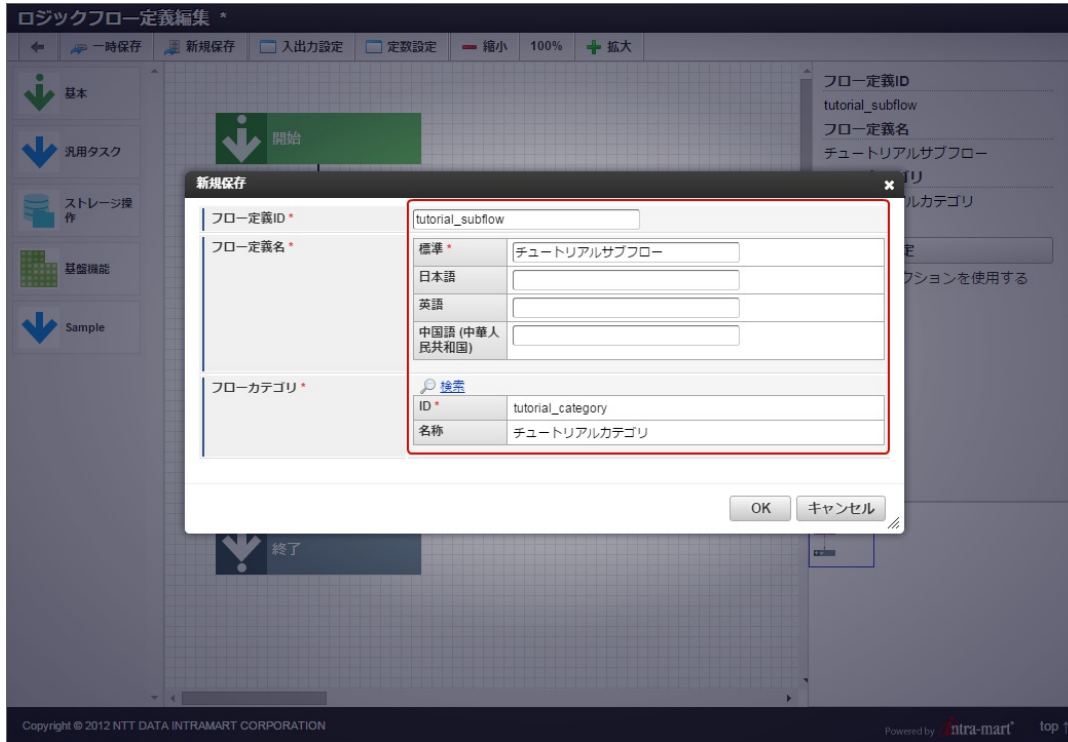 ロジックフロー定義編集 *
一時保存 新規保存 入出力設定 定数設定 縮小 100% 拡大
基本
汎用タスク
ストレージ操
作
基盤機能
Sample
開始
フロー定義ID
tutorial_subflow
フロー定義名
チュートリアルサブフロー
リ
ルカテゴリ
クションを使用する
新規保存
フロー定義ID *
tutorial_subflow
フロー定義名 *
標準 * チュートリアルサブフロー
日本語
英語
中国語 (中華人
民共和国)
フローカテゴリ *
検索
ID * tutorial_category
名称 チュートリアルカテゴリ
OK キャンセル
終了
Copyright © 2012 NTT DATA INTRAMART CORPORATION
Powered by intra-mart
top ↑